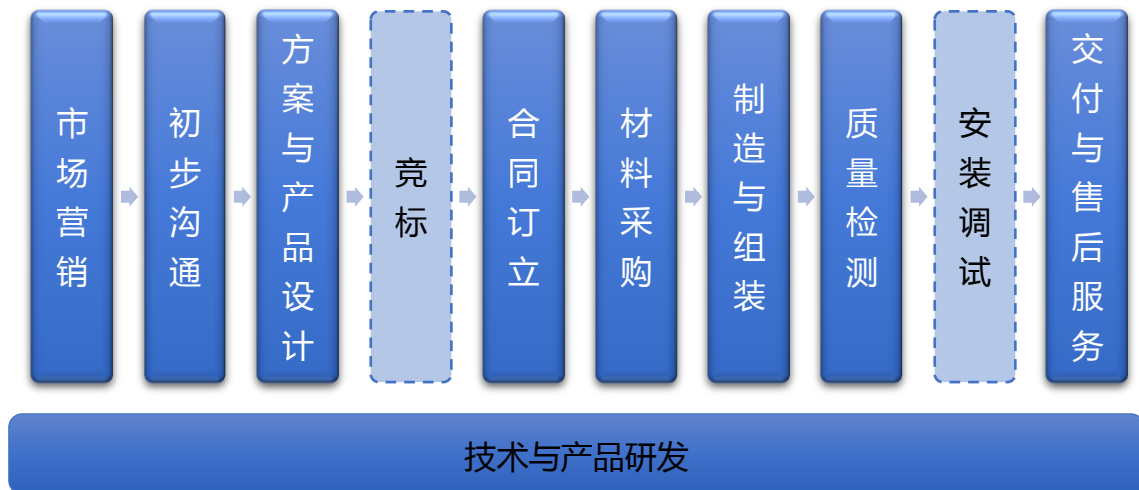 市场营销
初步沟通
方案与产品设计
竞标
合同订立
材料采购
制造与组装
质量检测
安装调试
交付与售后服务
技术与产品研发